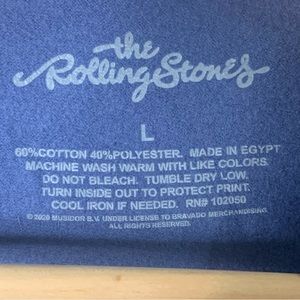 the
Rolling Stones
L
60%COTTON 40%POLYESTER. MADE IN EGYPT
MACHINE WASH WARM WITH LIKE COLORS.
DO NOT BLEACH. TUMBLE DRY LOW.
TURN INSIDE OUT TO PROTECT PRINT.
COOL IRON IF NEEDED. RN# 102050
© 2020 MUSIDOR B.V. UNDER LICENSE TO BRAVADO MERCHANDISING
ALL RIGHTS RESERVED.